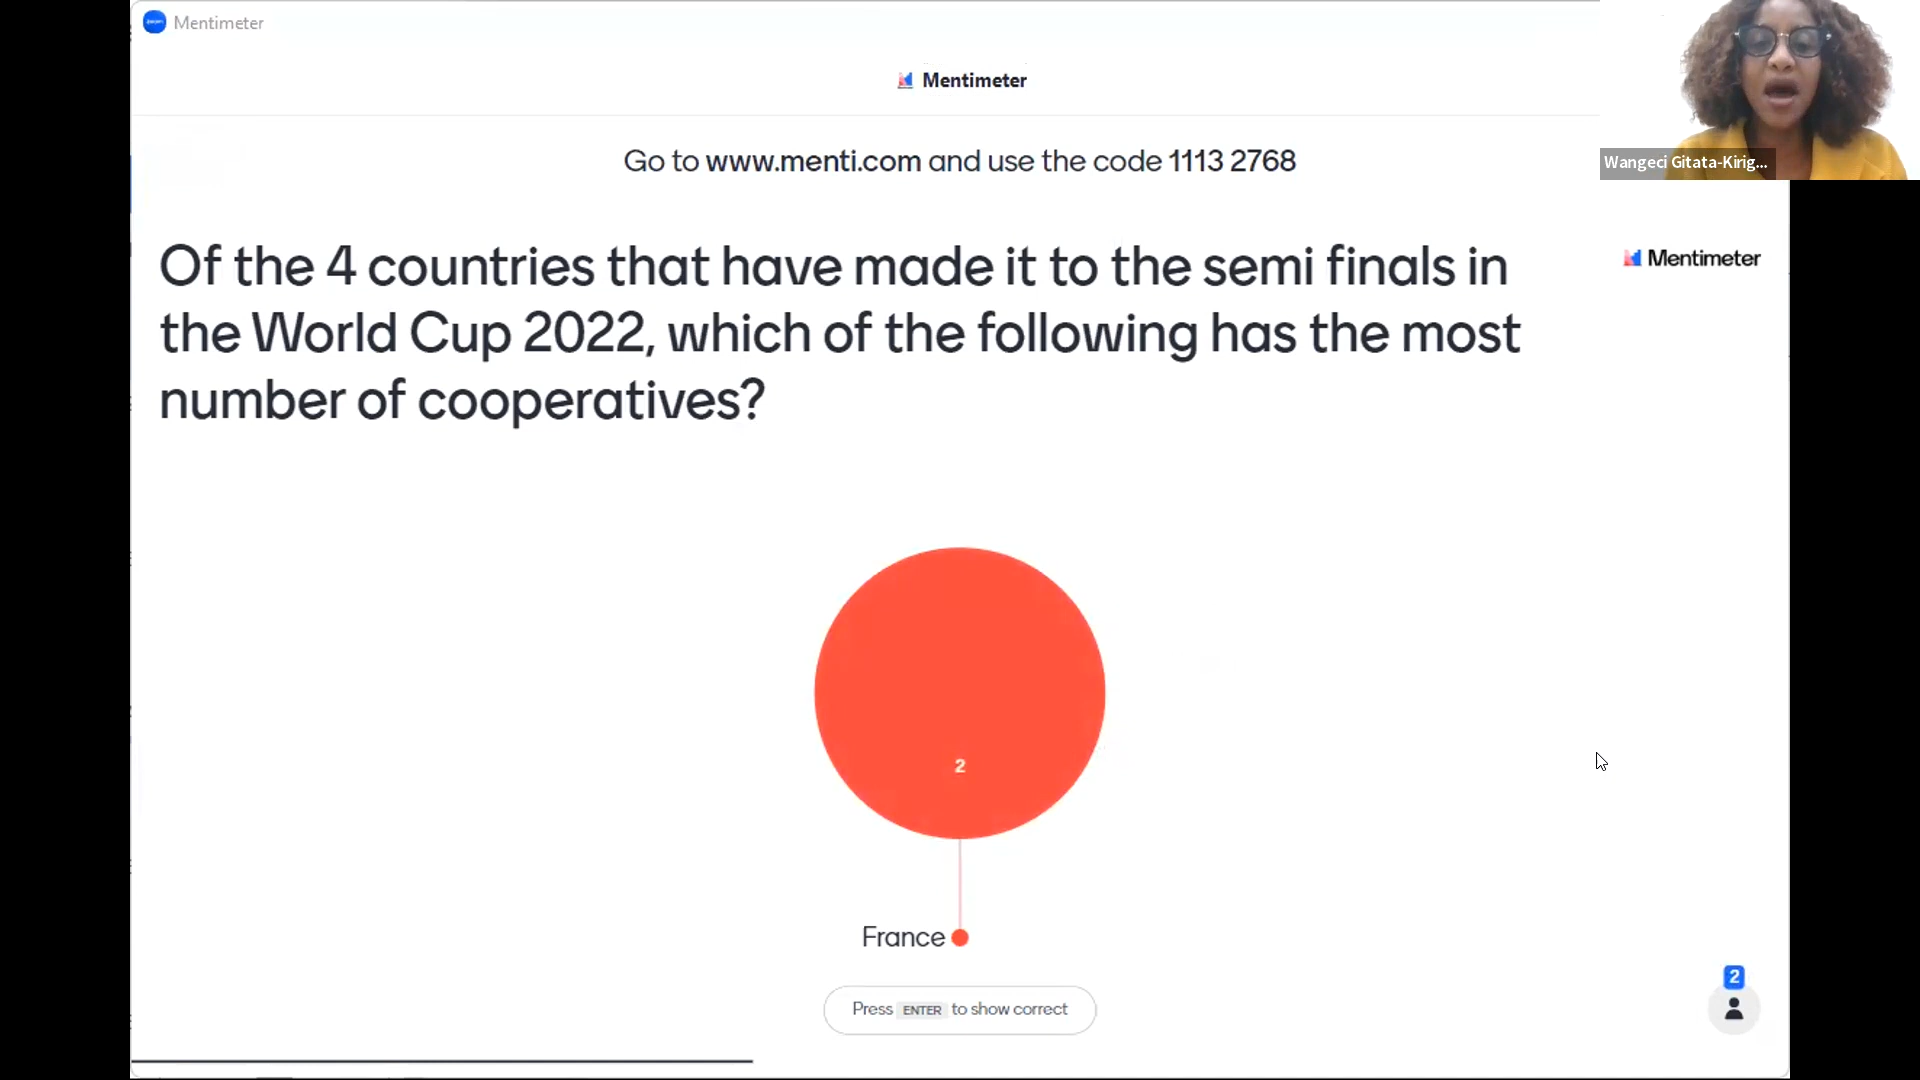 Mentimeter
Mentimeter
Go to www.menti.com and use the code 1113 2768
Wangeci Gitata-Kirig...
Of the 4 countries that have made it to the semi finals in
the World Cup 2022, which of the following has the most
number of cooperatives?
Mentimeter
2
France
Press ENTER to show correct
2